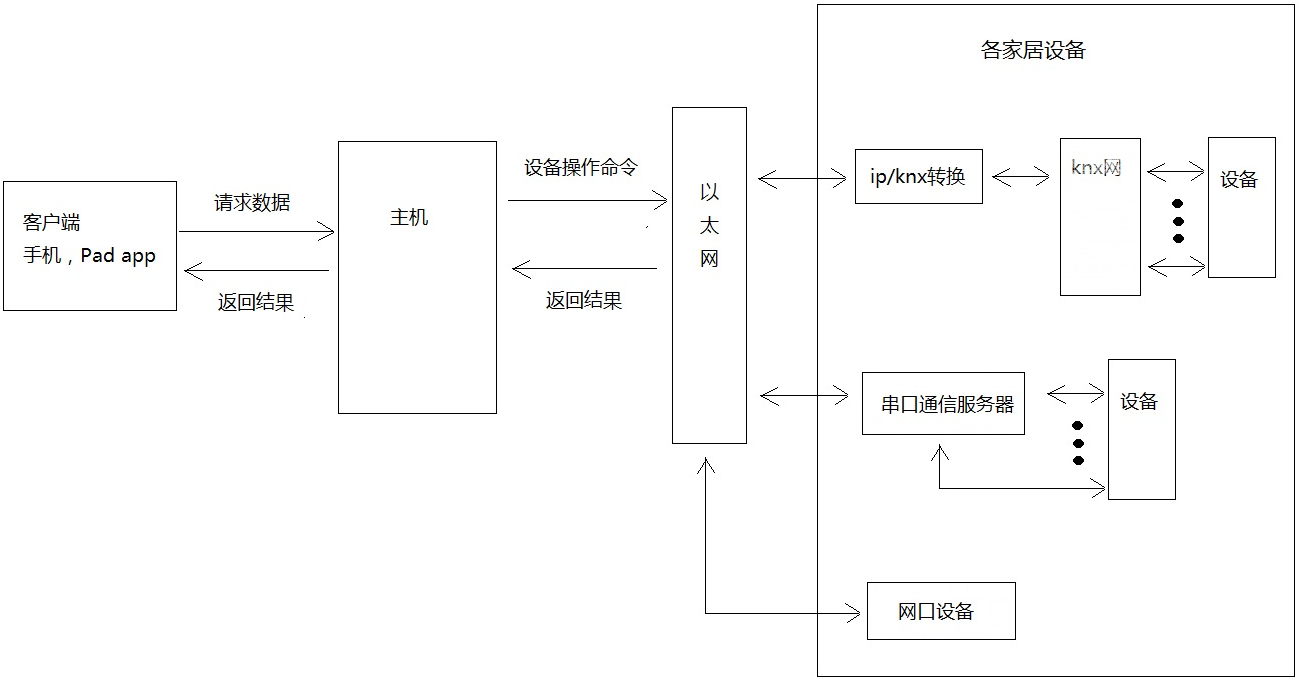 各家居设备
客户端
手机，Pad app
请求数据
返回结果
主机
设备操作命令
返回结果
以
太
网
ip/knx转换
knx网
设备
串口通信服务器
设备
网口设备